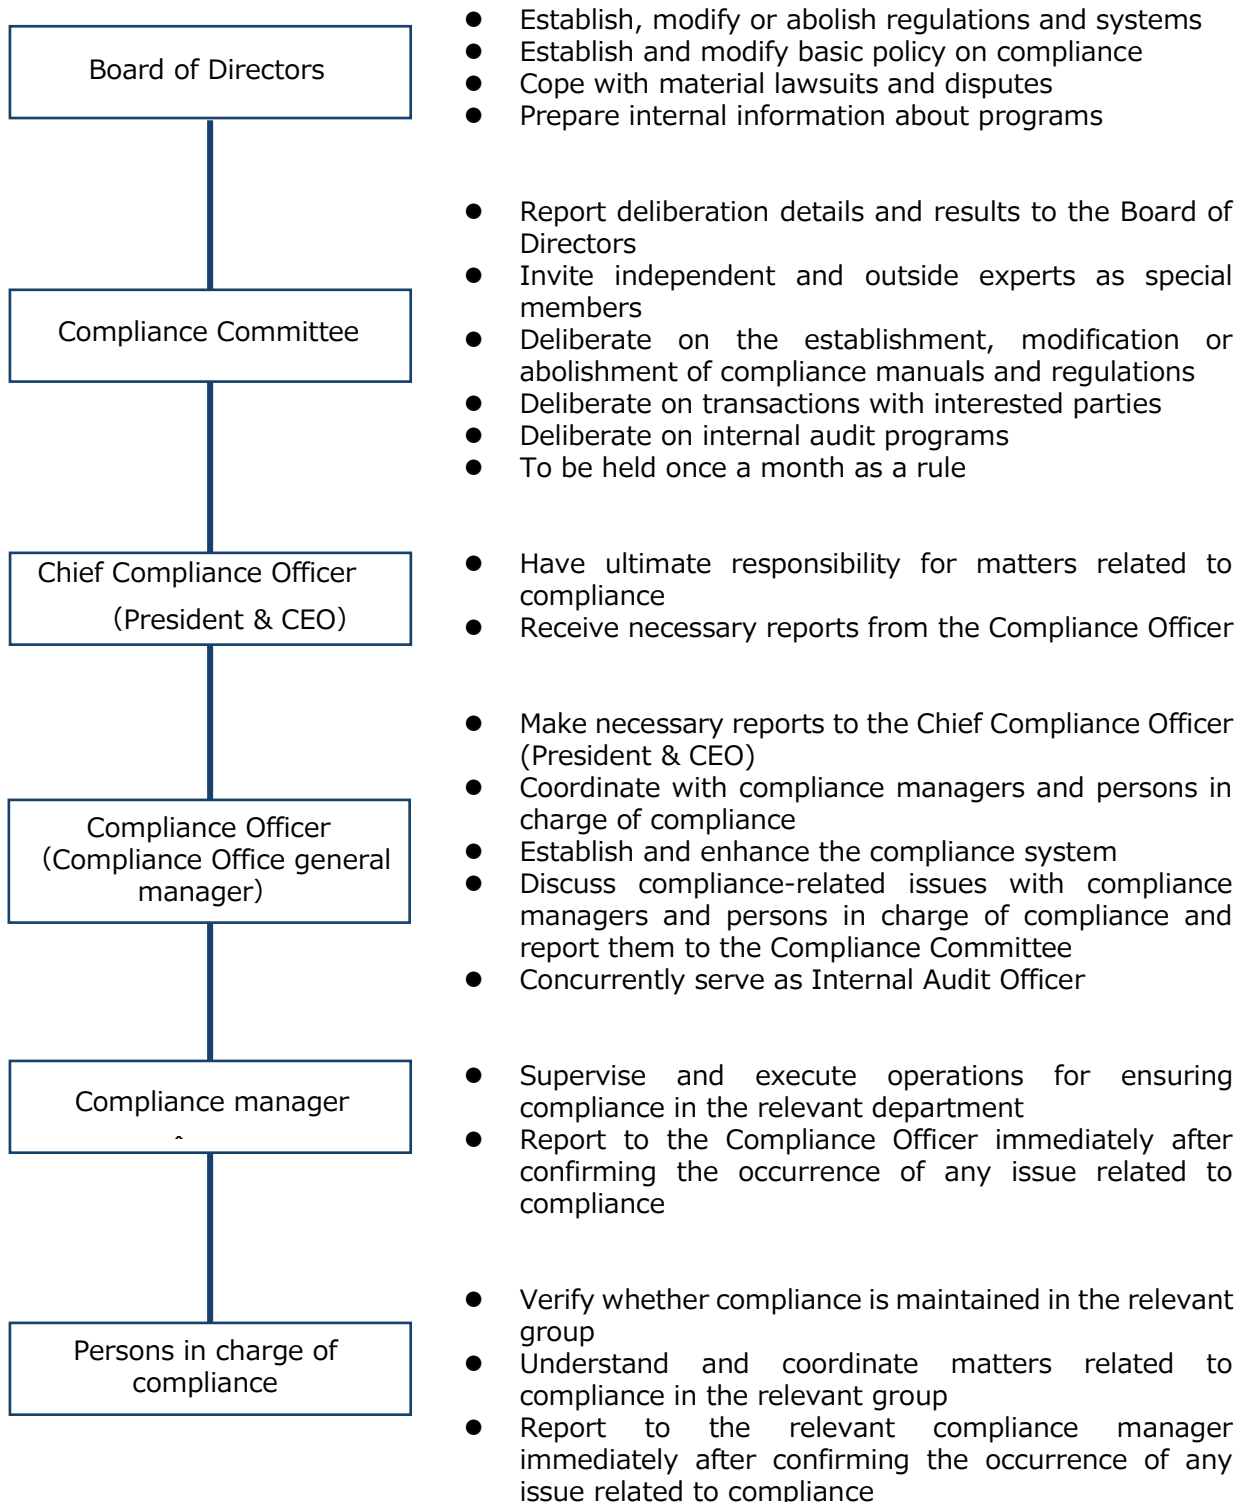 Board of Directors
● Establish, modify or abolish regulations and systems
● Establish and modify basic policy on compliance
● Cope with material lawsuits and disputes
● Prepare internal information about programs
Compliance Committee
● Report deliberation details and results to the Board of
Directors
● Invite independent and outside experts as special
members
● Deliberate on the establishment, modification or
abolishment of compliance manuals and regulations
● Deliberate on transactions with interested parties
● Deliberate on internal audit programs
● To be held once a month as a rule
Chief Compliance Officer
（President & CEO）
● Have ultimate responsibility for matters related to
compliance
● Receive necessary reports from the Compliance Officer
Compliance Officer
（Compliance Office general
manager）
● Make necessary reports to the Chief Compliance Officer
(President & CEO)
● Coordinate with compliance managers and persons in
charge of compliance
● Establish and enhance the compliance system
● Discuss compliance-related issues with compliance
managers and persons in charge of compliance and
report them to the Compliance Committee
● Concurrently serve as Internal Audit Officer
Compliance manager
● Supervise and execute operations for ensuring
compliance in the relevant department
● Report to the Compliance Officer immediately after
confirming the occurrence of any issue related to
compliance
Persons in charge of
compliance
● Verify whether compliance is maintained in the relevant
group
● Understand and coordinate matters related to
compliance in the relevant group
● Report to the relevant compliance manager
immediately after confirming the occurrence of any
issue related to compliance